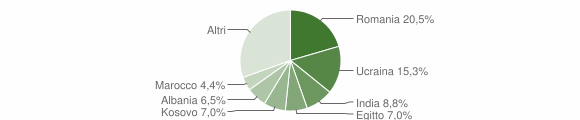 Romania 20,5%
Altri
Ucraina 15,3%
Marocco 4,4%
Albania 6,5%
India 8,8%
Kosovo 7,0%
Egitto 7,0%